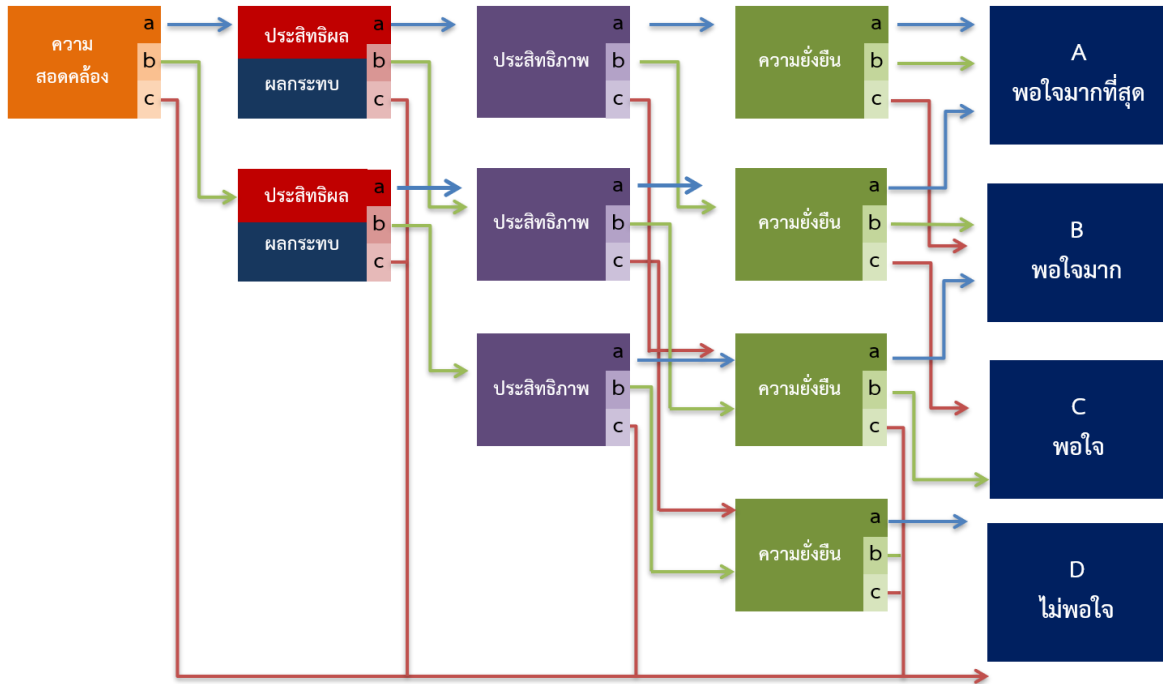 ความ
สอดคล้อง
a
b
c
ประสิทธิผล
ผลกระทบ
a
b
c
ประสิทธิผล
ผลกระทบ
a
b
c
ประสิทธิภาพ
a
b
c
ประสิทธิภาพ
a
b
c
ประสิทธิภาพ
a
b
c
ความยั่งยืน
a
b
c
ความยั่งยืน
a
b
c
ความยั่งยืน
a
b
c
ความยั่งยืน
a
b
c
A
พอใจมากที่สุด
B
พอใจมาก
C
พอใจ
D
ไม่พอใจ